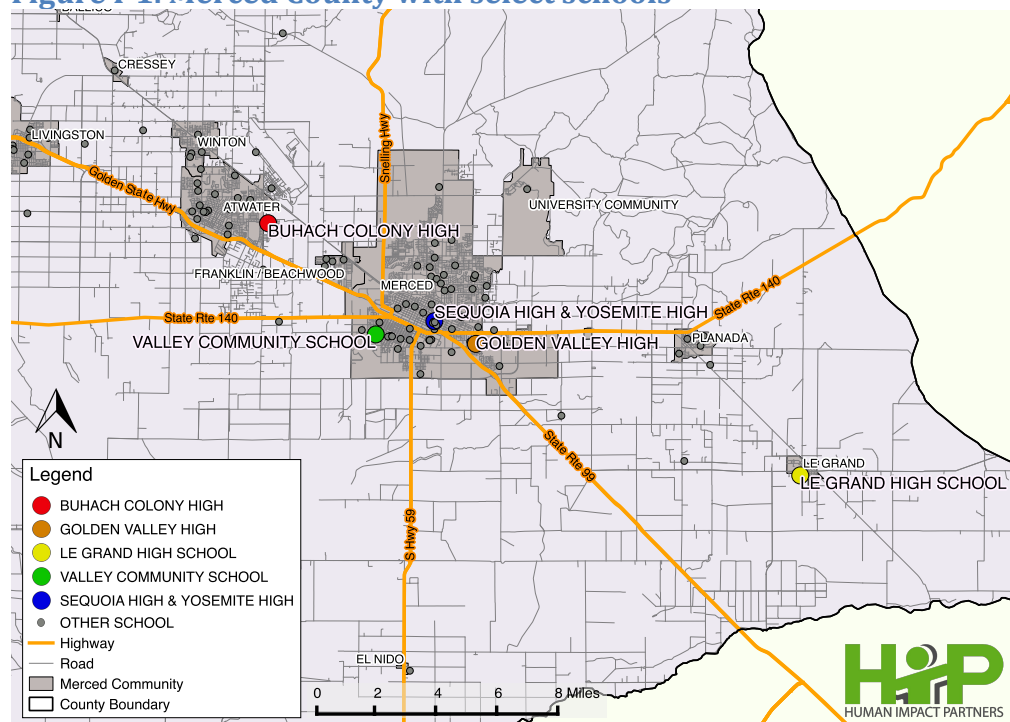 Figure F-1: Merced County with select schools
BALLICO
CRESSEY
LIVINGSTON
WINTON
Snelling Hwy
Golden State Hwy
ATWATER
UNIVERSITY COMMUNITY
BUHACH COLONY HIGH
FRANKLIN / BEACHWOOD
MERCED
State Rte 140
State Rte 140
SEQUOIA HIGH & YOSEMITE HIGH
VALLEY COMMUNITY SCHOOL
GOLDEN VALLEY HIGH
PLANADA
N
State Rte 99
LE GRAND
LE GRAND HIGH SCHOOL
S Hwy 59
Legend
BUHACH COLONY HIGH
GOLDEN VALLEY HIGH
LE GRAND HIGH SCHOOL
VALLEY COMMUNITY SCHOOL
SEQUOIA HIGH & YOSEMITE HIGH
OTHER SCHOOL
Highway
Road
Merced Community
County Boundary
EL NIDO
0 2 4 6 8 Miles
HIP
HUMAN IMPACT PARTNERS